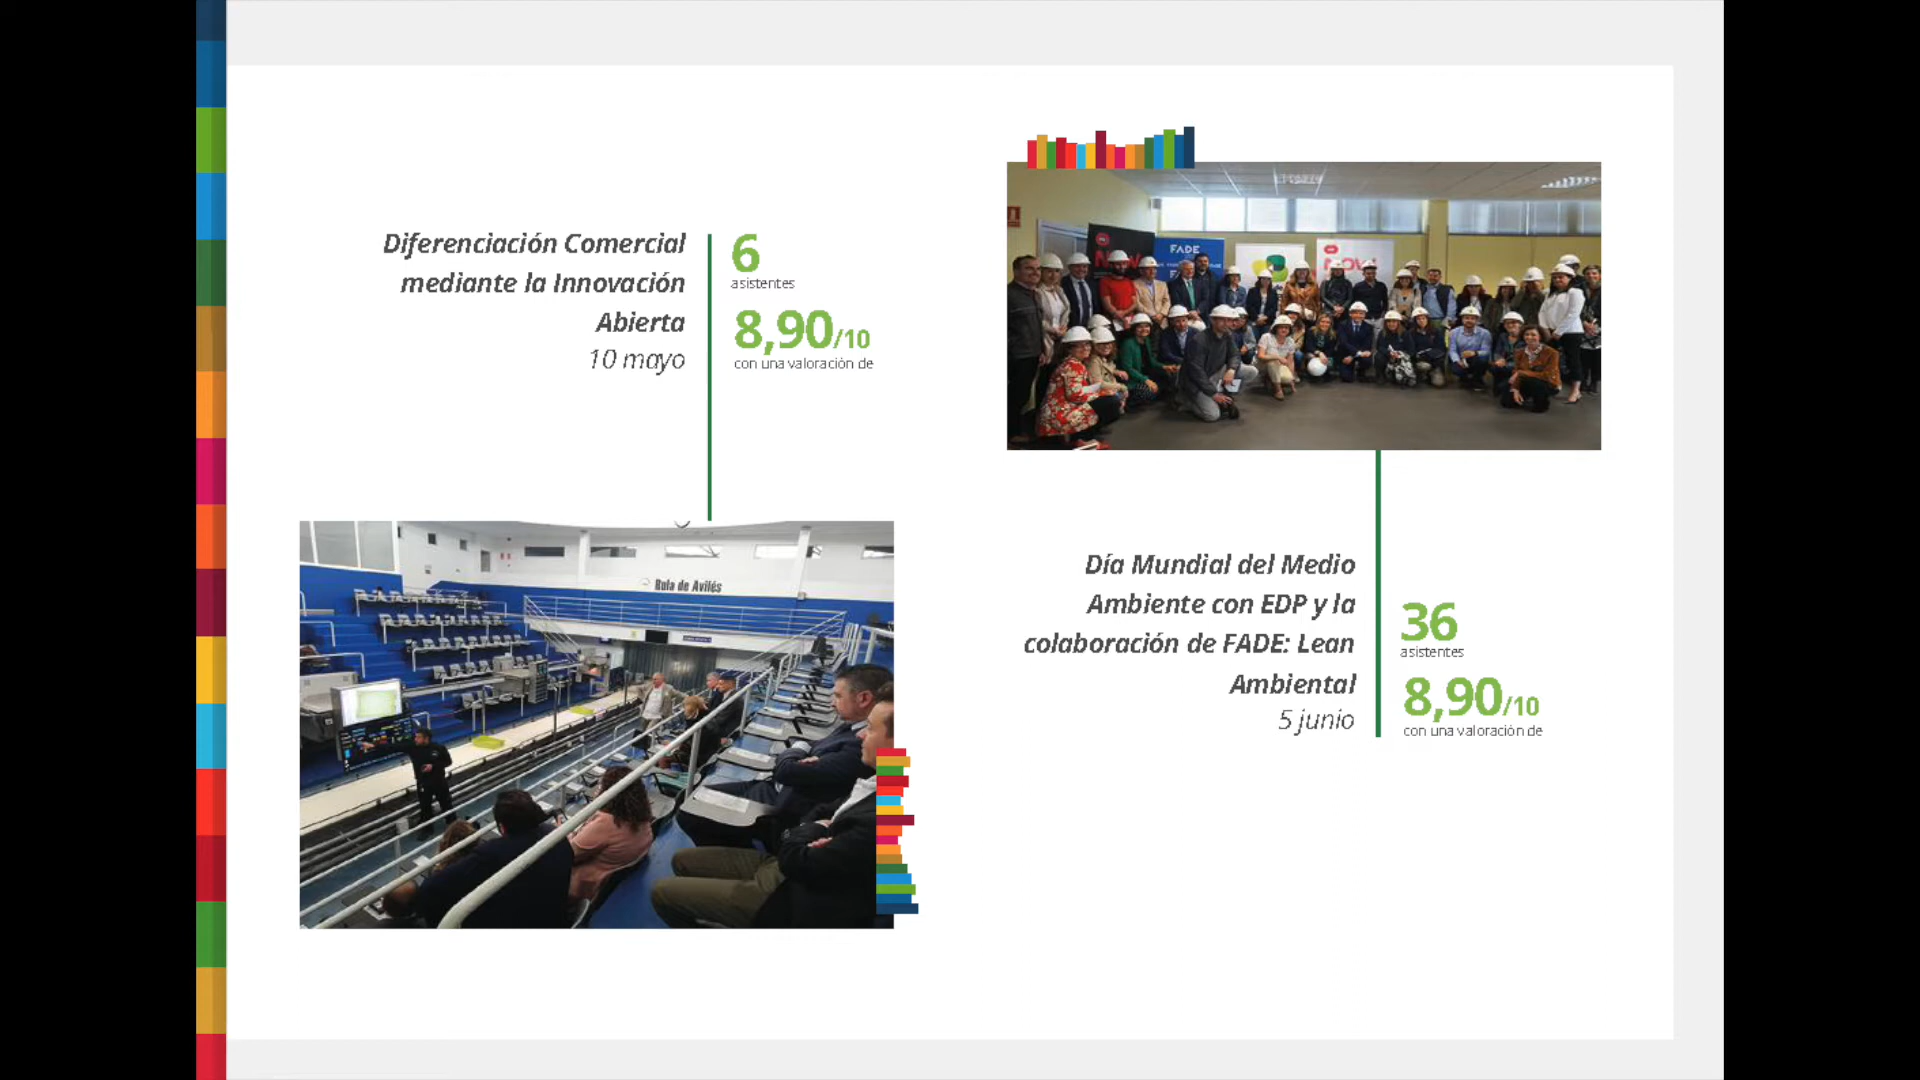 Diferenciación Comercial
mediante la Innovación
Abierta
10 mayo
6
asistentes
8,90/10
con una valoración de
Rula de Avilés
FADE
Día Mundial del Medio
Ambiente con EDP y la
colaboración de FADE: Lean
Ambiental
5 junio
36
asistentes
8,90/10
con una valoración de